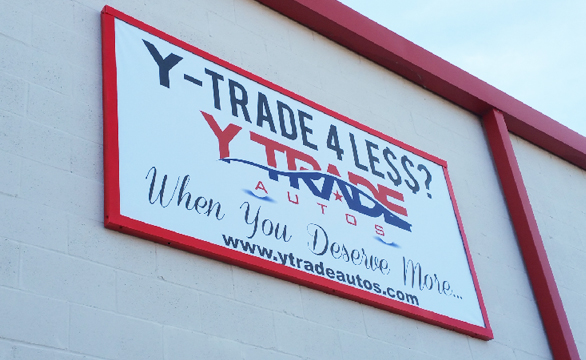 Y-TRADE 4 LE$$?
Y TRADE
AUTOS
When You Deserve More...
www.ytradeautos.com